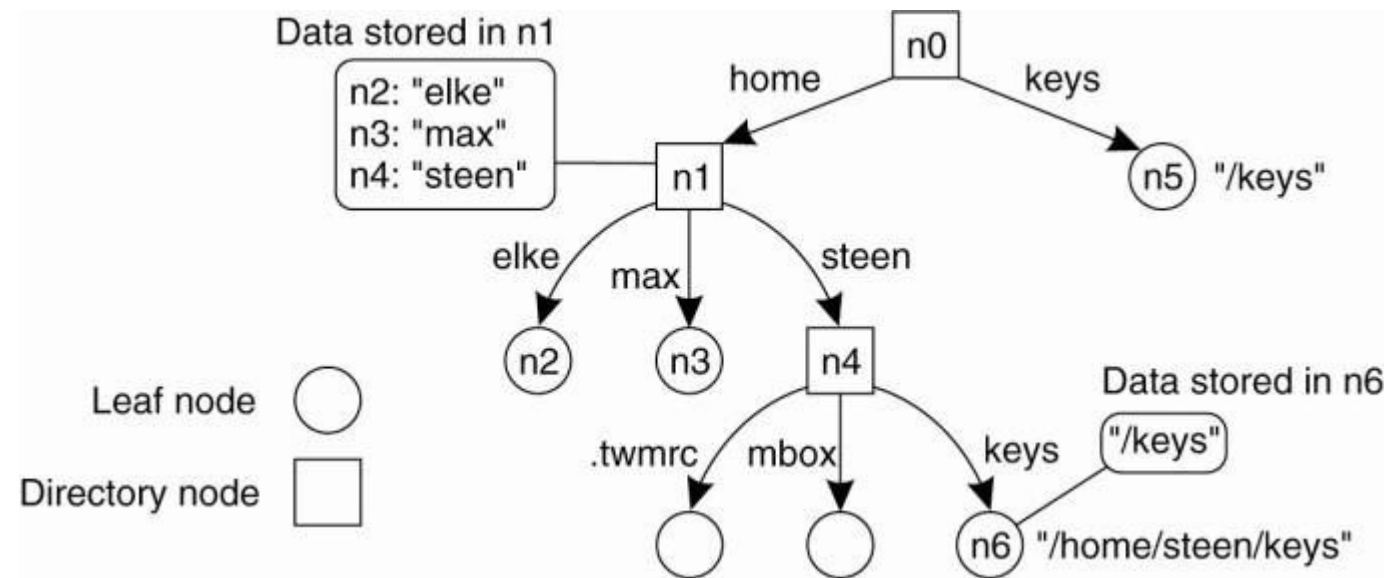 Data stored in n1
n0
n2: "elke"
n3: "max"
n4: "steen"
home
keys
n1
n5
"/keys"
elke
max
steen
n2
n3
n4
Leaf node
Data stored in n6
"/keys"
.twmrc
mbox
keys
Directory node
n6
"/home/steen/keys"